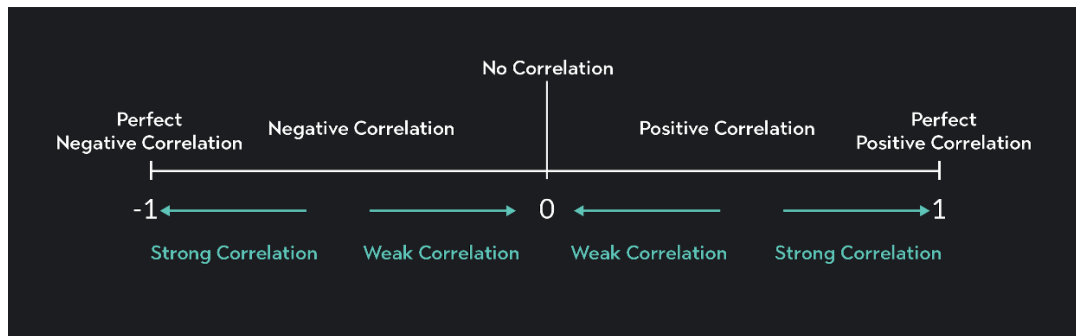 No Correlation
Perfect
Negative Correlation
Negative Correlation
Positive Correlation
Perfect
Positive Correlation
-1
0
1
Strong Correlation
Weak Correlation
Weak Correlation
Strong Correlation